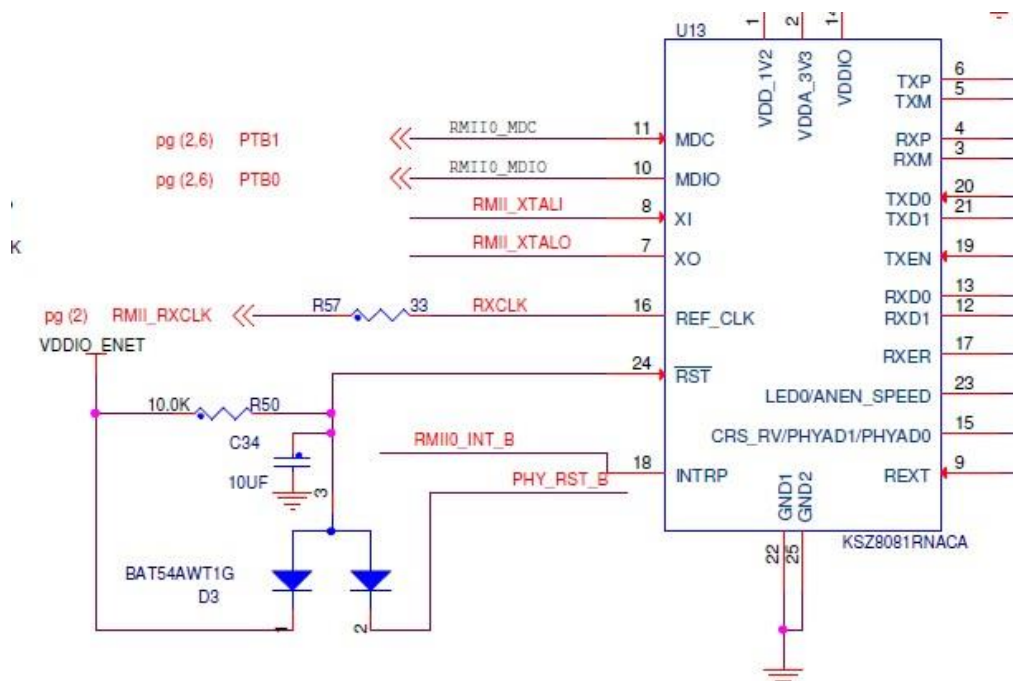 U13
1
2
14
VDD_1V2
VDDA_3V3
VDDIO
TXP 6
TXM 5
pg (2,6) PTB1 RMII0_MDC 11 MDC
RXP 4
RXM 3
pg (2,6) PTB0 RMII0_MDIO 10 MDIO
TXD0 20
TXD1 21
RMII_XTALI 8 XI
K
RMII_XTALO 7 XO
TXEN 19
RXD0 13
RXD1 12
pg (2) RMII_RXCLK R57 33 RXCLK 16 REF_CLK
VDDIO_ENET
RXER 17
24 RST
LED0/ANEN_SPEED 23
10.0K R50
CRS_RV/PHYAD1/PHYAD0 15
C34
10UF
RMII0_INT_B
18 INTRP
REXT 9
PHY_RST_B
3
GND1
GND2
22
25
KSZ8081RNACA
BAT54AWT1G
D3
1
2